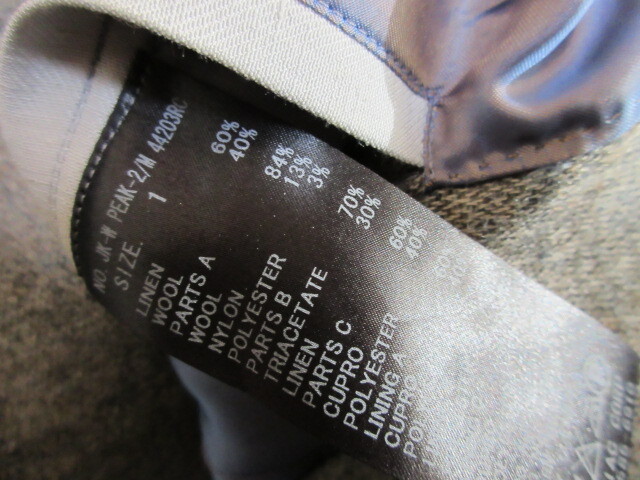 NO. JK-W PEAK-2/M 44203RC
SIZE. 1
LINEN 60%
WOOL 40%
PARTS A
WOOL 84%
NYLON 13%
POLYESTER 3%
PARTS B
TRIACETATE 70%
LINEN 30%
PARTS C
CUPRO 60%
POLYESTER 40%
LINING A
CUPRO